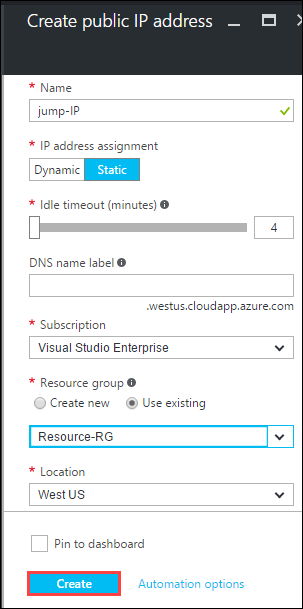 Create public IP address
* Name
jump-IP
* IP address assignment
Dynamic Static
* Idle timeout (minutes)
4
DNS name label
.westus.cloudapp.azure.com
* Subscription
Visual Studio Enterprise
* Resource group
Create new Use existing
Resource-RG
* Location
West US
Pin to dashboard
Create Automation options